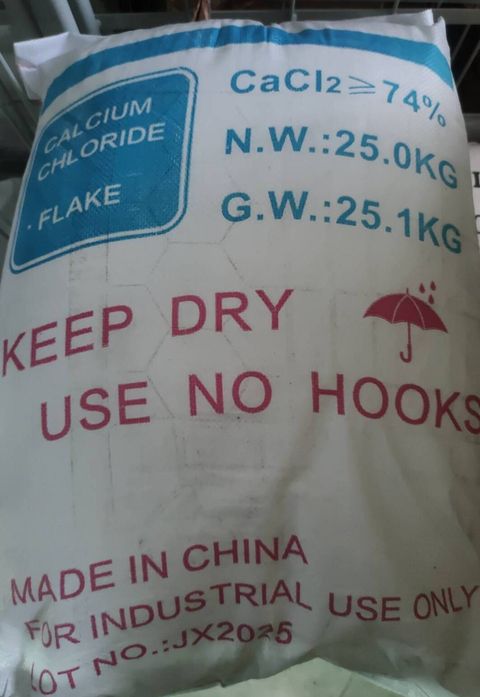 CALCIUM
CHLORIDE
. FLAKE
CaCl2≥74%
N.W.:25.0KG
G.W.:25.1KG
KEEP DRY
USE NO HOOKS
MADE IN CHINA
FOR INDUSTRIAL USE ONLY
LOT NO.:JX2025